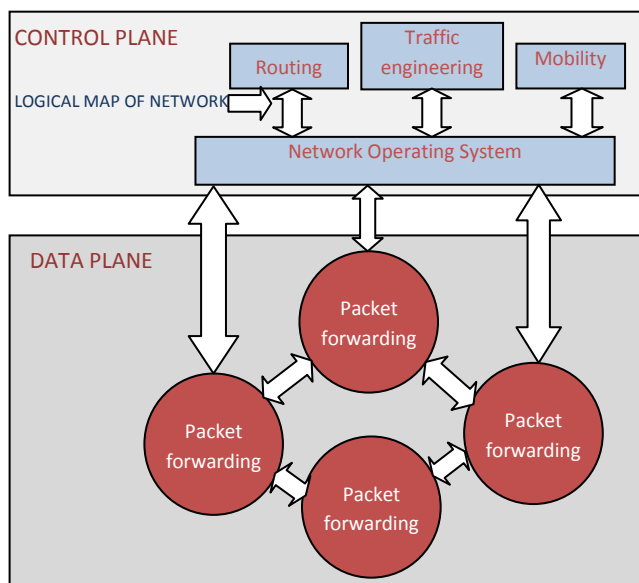 CONTROL PLANE
Routing
Traffic
engineering
Mobility
LOGICAL MAP OF NETWORK
Network Operating System
DATA PLANE
Packet
forwarding
Packet
forwarding
Packet
forwarding
Packet
forwarding